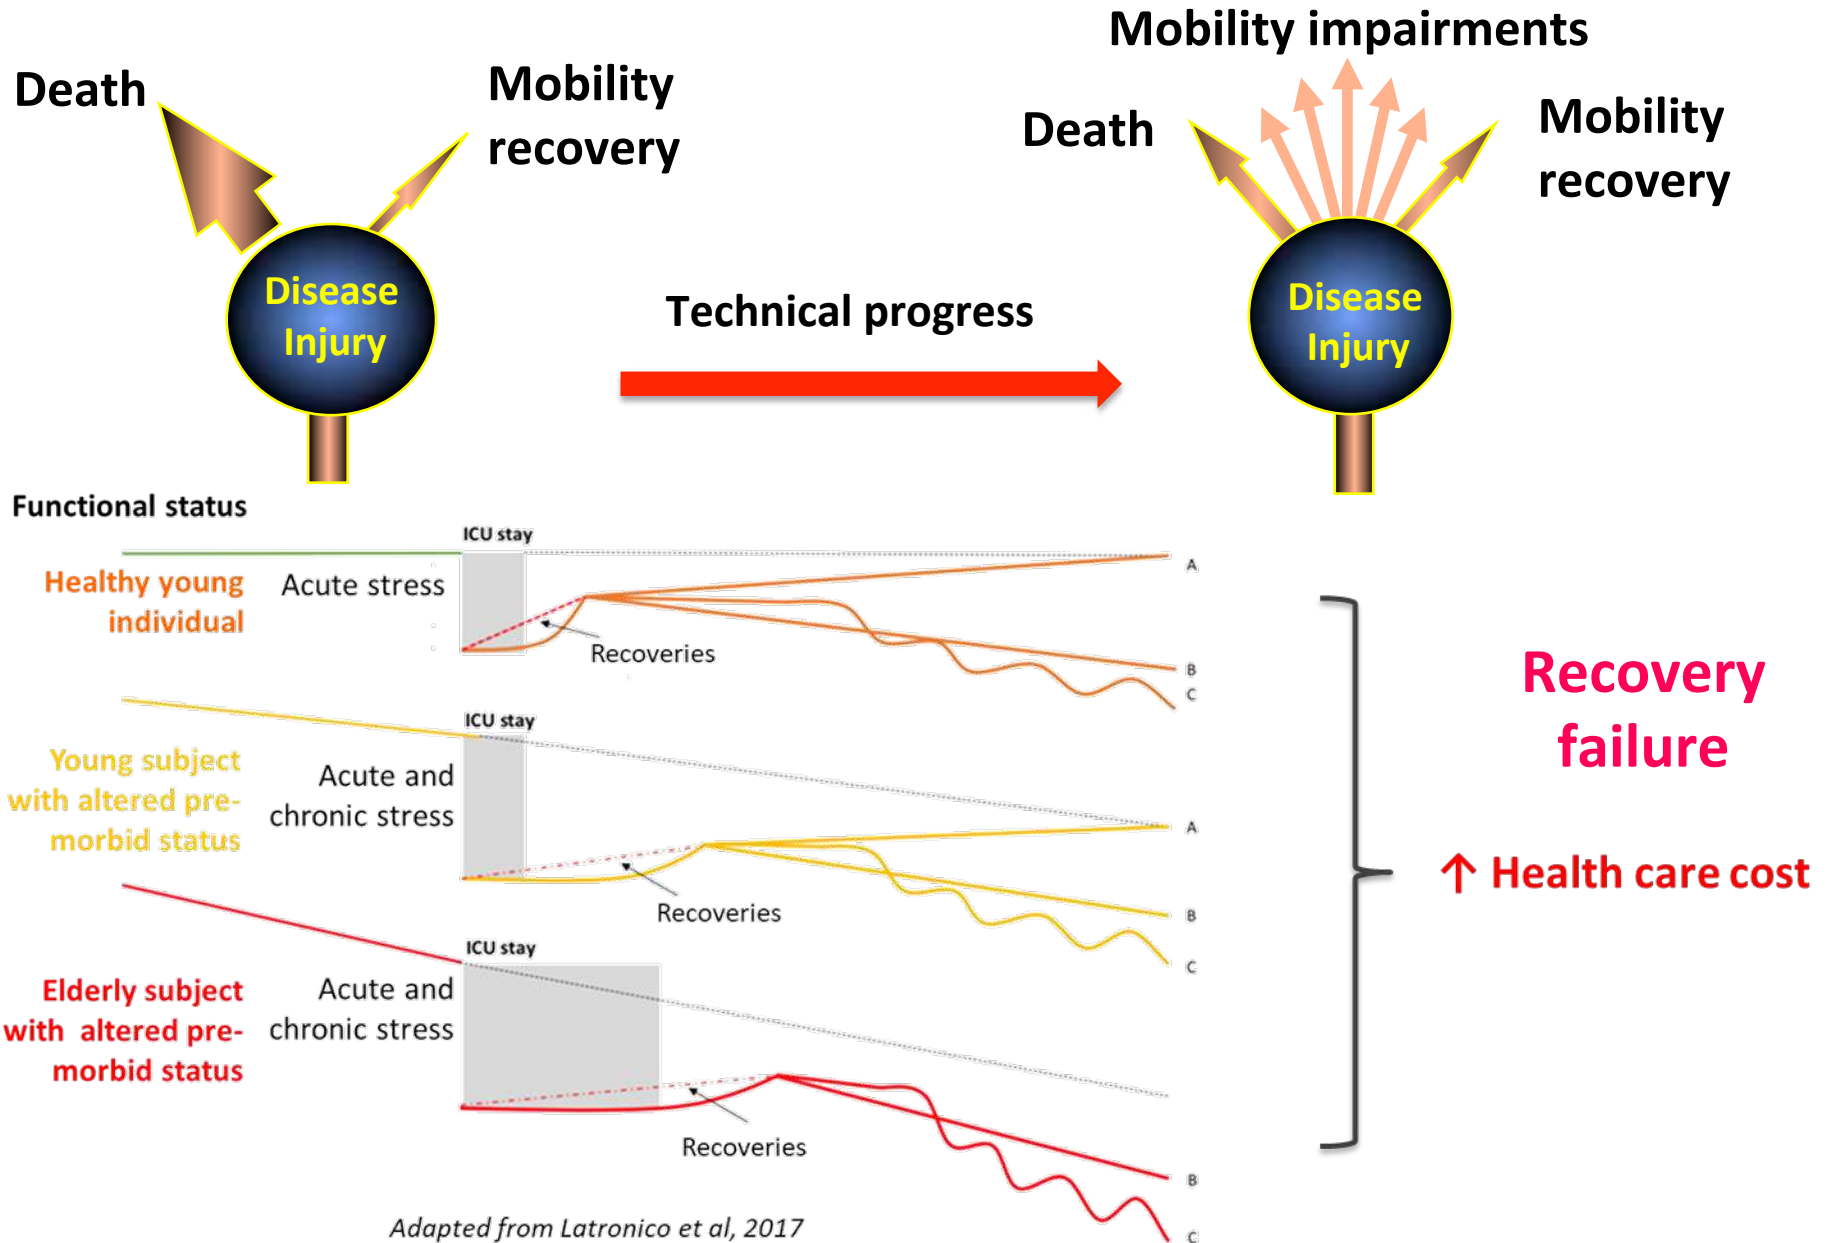 Mobility impairments
Death
Mobility
recovery
Death
Mobility
recovery
Disease
Injury
Technical progress
Disease
Injury
Functional status
ICU stay
Healthy young
individual
Acute stress
Recoveries
A
B
C
ICU stay
Young subject
with altered pre-
morbid status
Acute and
chronic stress
Recoveries
A
B
C
ICU stay
Elderly subject
with altered pre-
morbid status
Acute and
chronic stress
Recoveries
B
C
Recovery
failure
↑ Health care cost
Adapted from Latronico et al, 2017